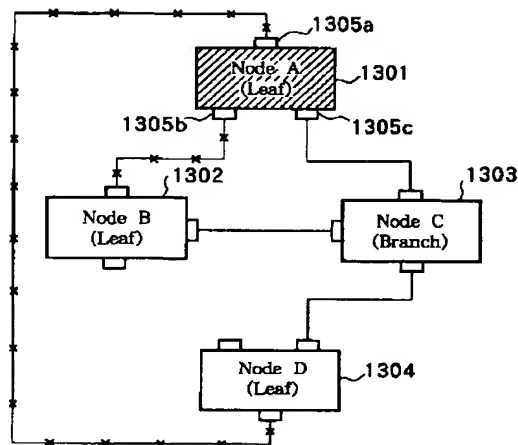 1305a
Node A
(Leaf)
1301
1305b
1305c
1302
1303
Node B
(Leaf)
Node C
(Branch)
Node D
(Leaf)
1304